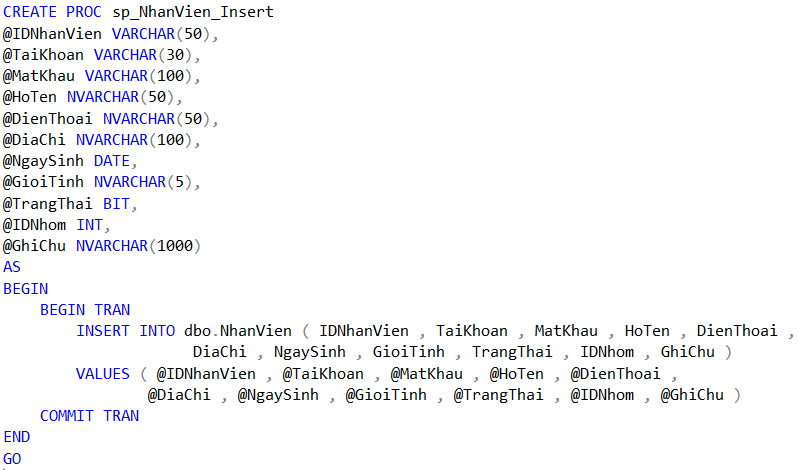 CREATE PROC sp_NhanVien_Insert
@IDNhanVien VARCHAR(50),
@TaiKhoan VARCHAR(30),
@MatKhau VARCHAR(100),
@HoTen NVARCHAR(50),
@DienThoai NVARCHAR(50),
@DiaChi NVARCHAR(100),
@NgaySinh DATE,
@GioiTinh NVARCHAR(5),
@TrangThai BIT,
@IDNhom INT,
@GhiChu NVARCHAR(1000)
AS
BEGIN
    BEGIN TRAN
        INSERT INTO dbo.NhanVien ( IDNhanVien , TaiKhoan , MatKhau , HoTen , DienThoai ,
                     DiaChi , NgaySinh , GioiTinh , TrangThai , IDNhom , GhiChu )
        VALUES ( @IDNhanVien , @TaiKhoan , @MatKhau , @HoTen , @DienThoai ,
                @DiaChi , @NgaySinh , @GioiTinh , @TrangThai , @IDNhom , @GhiChu )
    COMMIT TRAN
END
GO